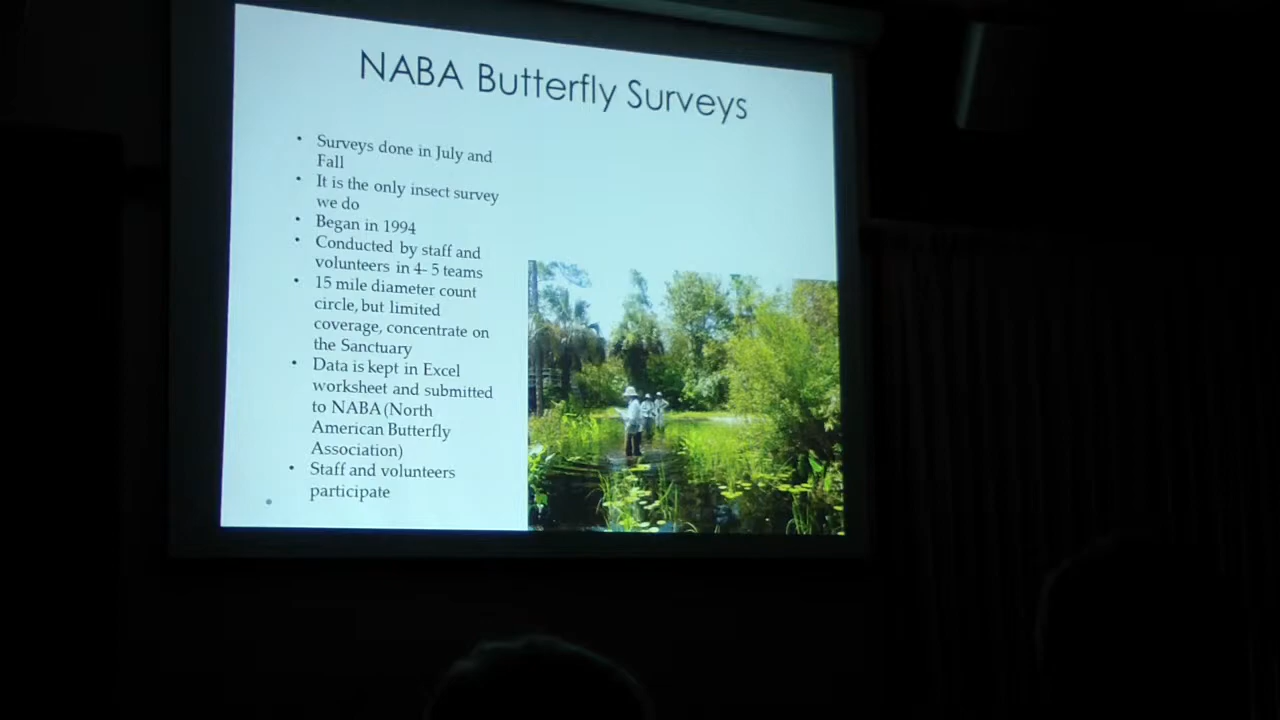 NABA Butterfly Surveys
• Surveys done in July and
Fall
• It is the only insect survey
we do
• Began in 1994
• Conducted by staff and
volunteers in 4- 5 teams
• 15 mile diameter count
circle, but limited
coverage, concentrate on
the Sanctuary
• Data is kept in Excel
worksheet and submitted
to NABA (North
American Butterfly
Association)
• Staff and volunteers
participate